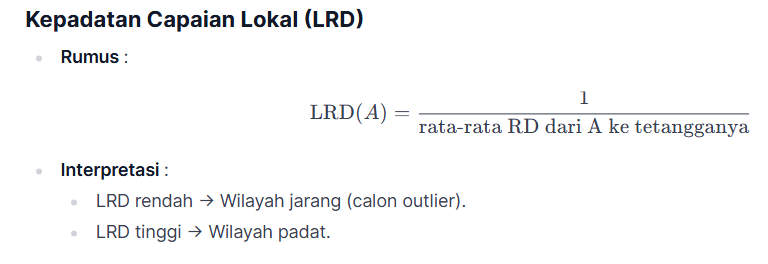 Kepadatan Capaian Lokal (LRD)
Rumus :
LRD(A) = 1 / rata-rata RD dari A ke tetangganya
Interpretasi :
LRD rendah → Wilayah jarang (calon outlier).
LRD tinggi → Wilayah padat.